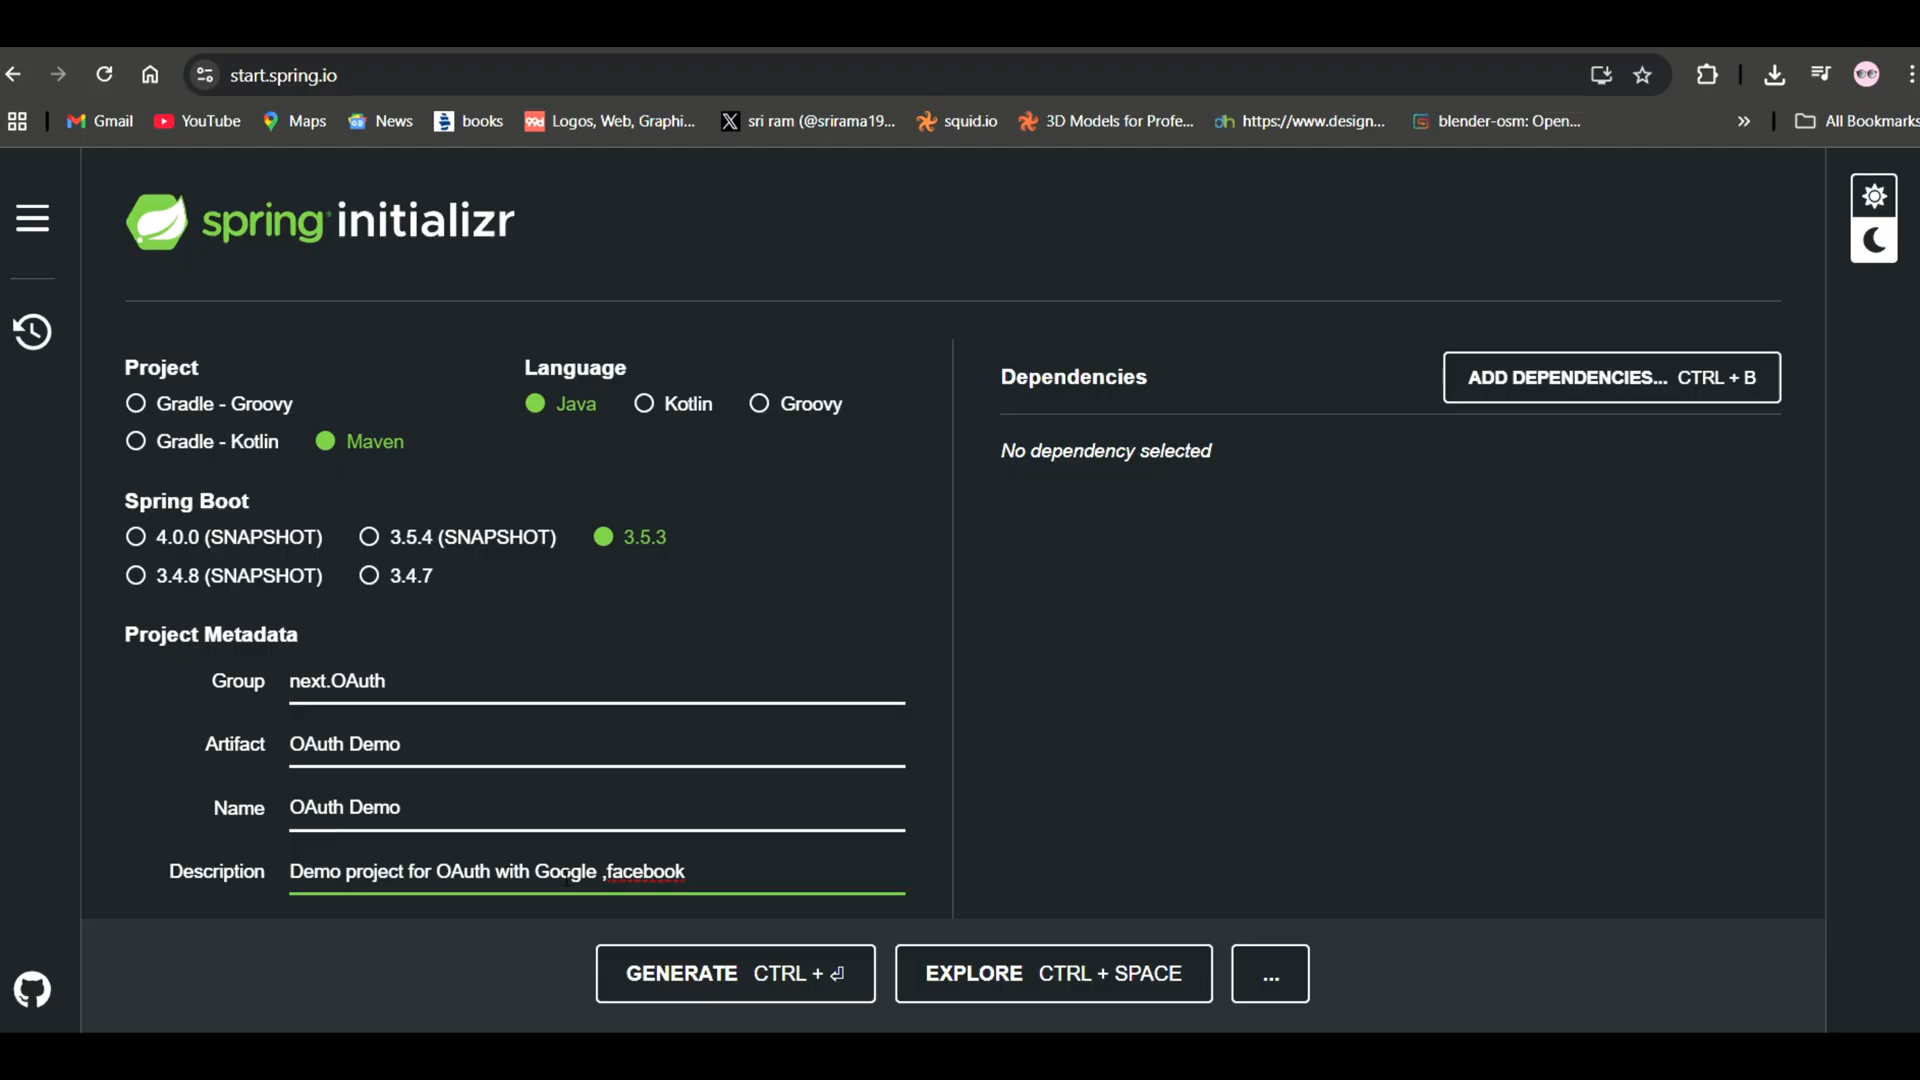 start.spring.io
Gmail YouTube Maps News books Logos, Web, Graphi... sri ram (@srirama19... squid.io 3D Models for Profe... https://www.design... blender-osm: Open... » All Bookmarks
spring initializr
Project
Gradle - Groovy
Gradle - Kotlin Maven
Language
Java Kotlin Groovy
Spring Boot
4.0.0 (SNAPSHOT) 3.5.4 (SNAPSHOT) 3.5.3
3.4.8 (SNAPSHOT) 3.4.7
Project Metadata
Group next.OAuth
Artifact OAuth Demo
Name OAuth Demo
Description Demo project for OAuth with Google ,facebook
Dependencies ADD DEPENDENCIES... CTRL + B
No dependency selected
GENERATE CTRL + ⏎ EXPLORE CTRL + SPACE ...